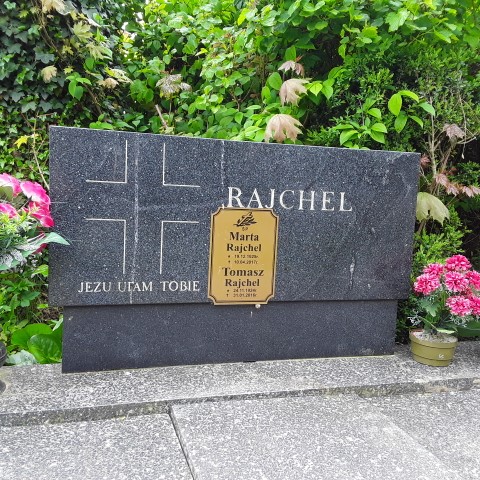 RAJCHEL
JEZU UFAM TOBIE
Ś.P.
Marta
Rajchel
Tomasz
Rajchel